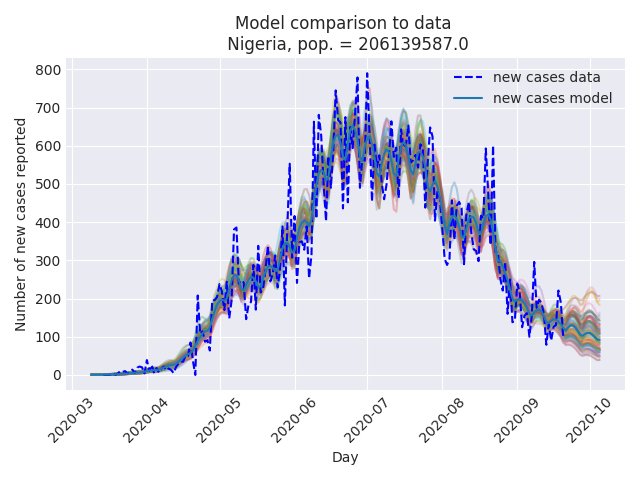 Model comparison to data
Nigeria, pop. = 206139587.0
new cases data
new cases model
Number of new cases reported
800
700
600
500
400
300
200
100
0
2020-03
2020-04
2020-05
2020-06
2020-07
2020-08
2020-09
2020-10
Day